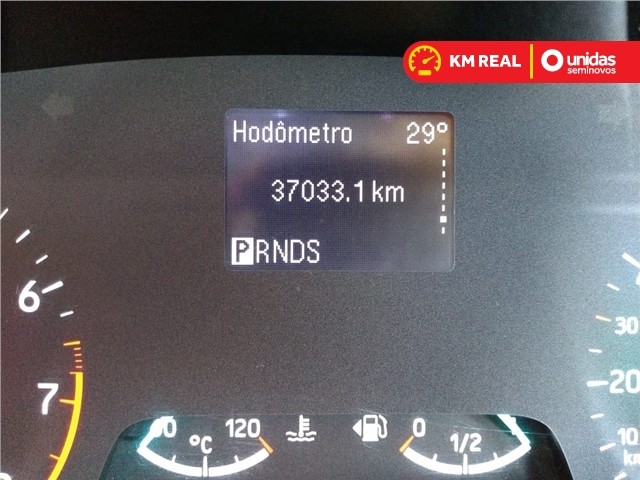 KM REAL
unidas
seminovos
Hodômetro 29°
37033.1 km
PRNDS
6
7
30
20
10
km
120
°C
0
1/2